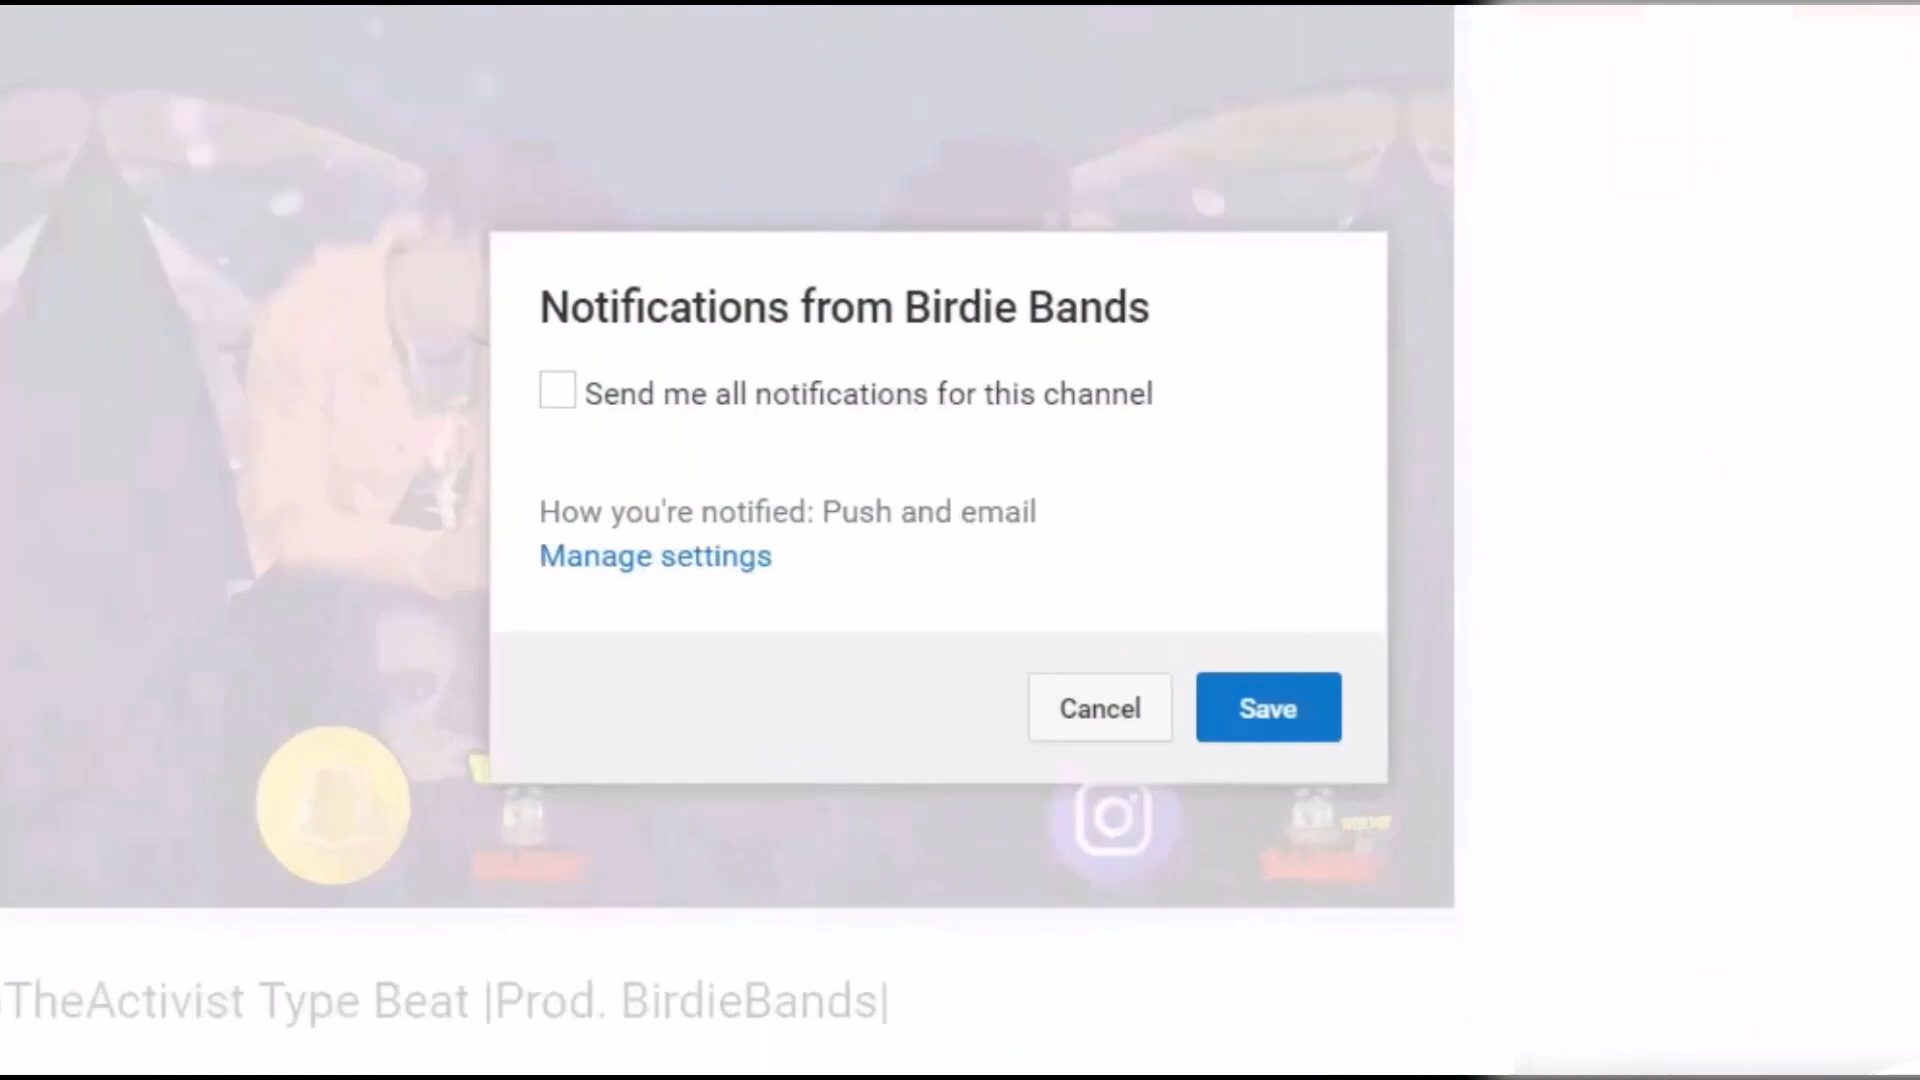 Notifications from Birdie Bands
Send me all notifications for this channel
How you're notified: Push and email
Manage settings
Cancel
Save
TheActivist Type Beat |Prod. BirdieBands|